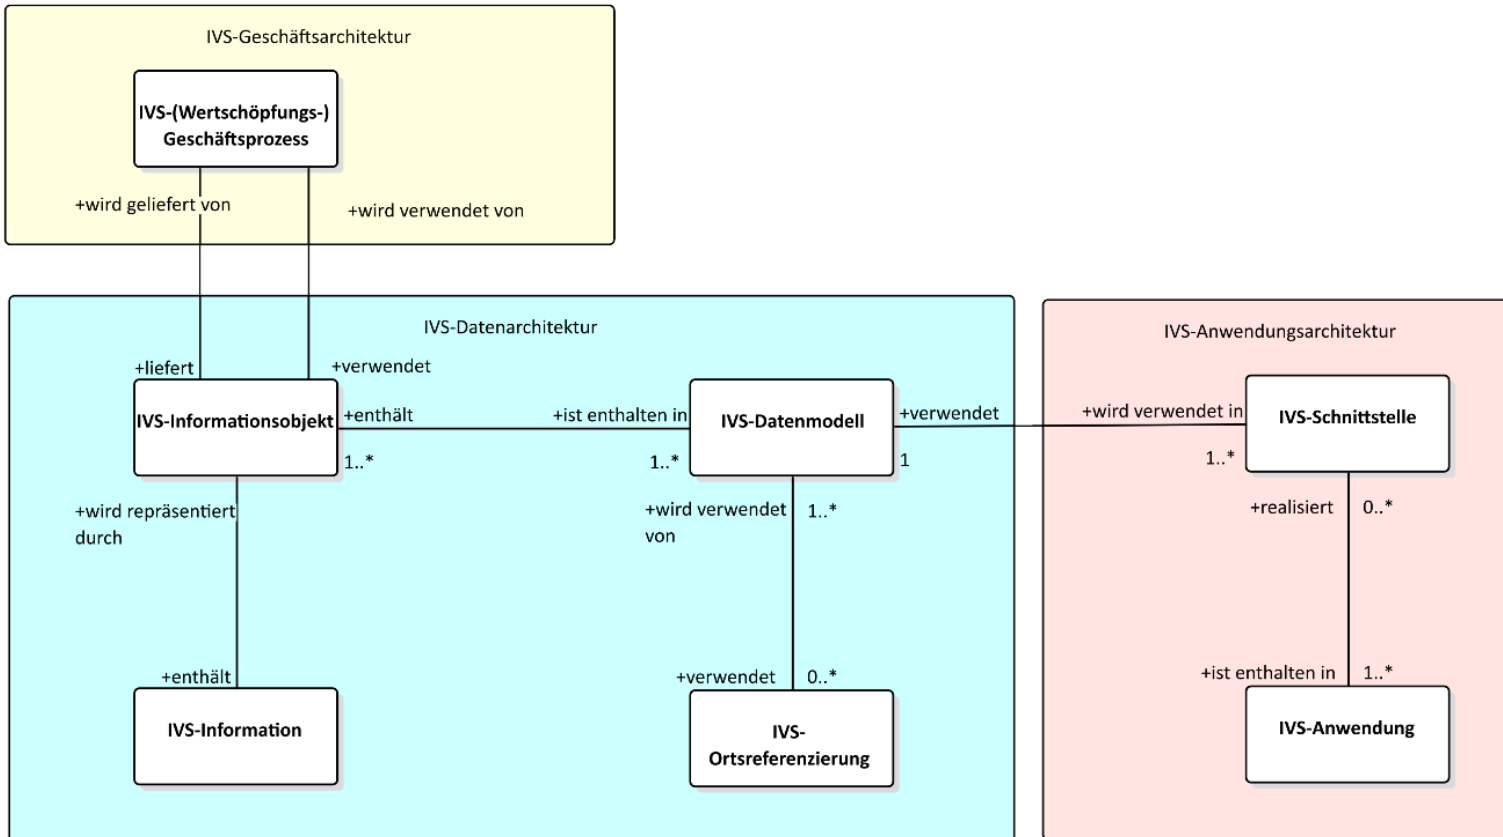 IVS-Geschäftsarchitektur
IVS-(Wertschöpfungs-)
Geschäftsprozess
+wird geliefert von
+wird verwendet von
IVS-Datenarchitektur
IVS-Anwendungsarchitektur
+liefert
+verwendet
IVS-Informationsobjekt
+enthält
+ist enthalten in
1..*
1..*
IVS-Datenmodell
+verwendet
+wird verwendet in
1
1..*
IVS-Schnittstelle
+wird repräsentiert
durch
+wird verwendet
von
1..*
+realisiert
0..*
+enthält
+verwendet
0..*
+ist enthalten in
1..*
IVS-Information
IVS-
Ortsreferenzierung
IVS-Anwendung